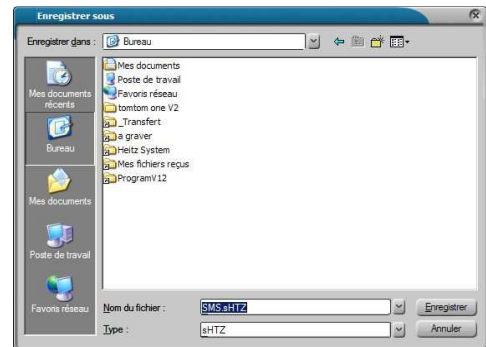 Enregistrer sous
Enregistrer dans :
Bureau
Mes documents récents
Bureau
Mes documents
Poste de travail
Favoris réseau
Mes documents
Poste de travail
Favoris réseau
tomtom one V2
_Transfert
a graver
Heitz System
Mes fichiers reçus
ProgramV12
Nom du fichier :
SMS.sHTZ
Enregistrer
Type :
sHTZ
Annuler